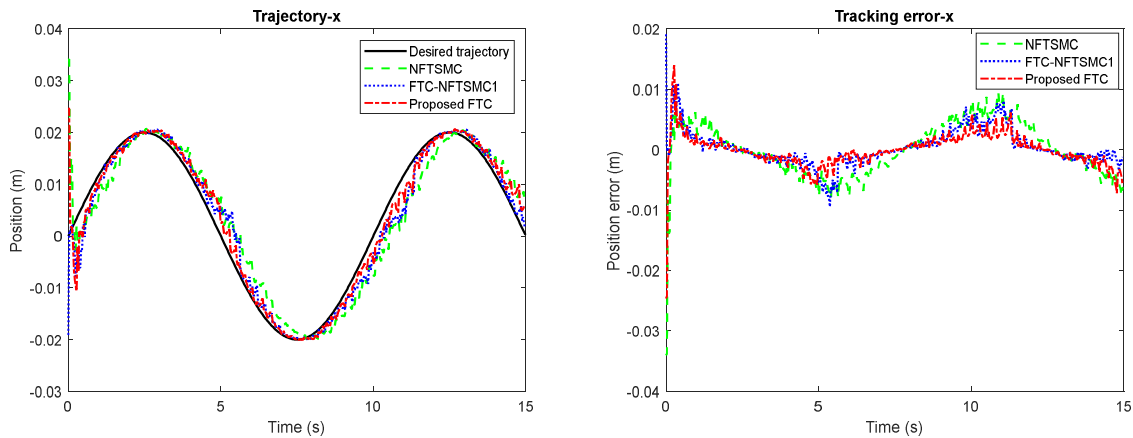 Trajectory-x
0.04
0.03
0.02
0.01
0
-0.01
-0.02
-0.03
Position (m)
Desired trajectory
NFTSMC
FTC-NFTSMC1
Proposed FTC
0
5
10
15
Time (s)
Tracking error-x
0.02
0.01
0
-0.01
-0.02
-0.03
-0.04
Position error (m)
NFTSMC
FTC-NFTSMC1
Proposed FTC
0
5
10
15
Time (s)